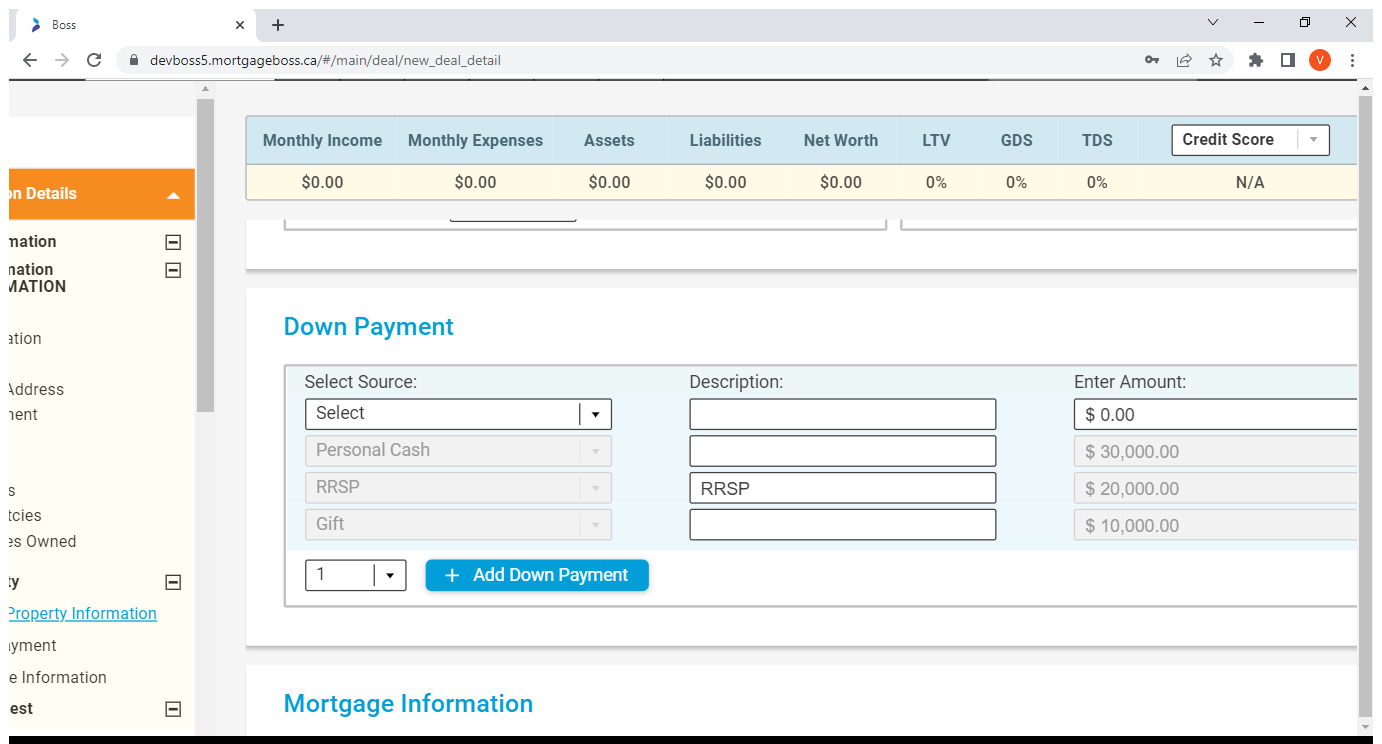 Boss
devboss5.mortgageboss.ca/#/main/deal/new_deal_detail
V
Monthly Income Monthly Expenses Assets Liabilities Net Worth LTV GDS TDS Credit Score
$0.00 $0.00 $0.00 $0.00 $0.00 0% 0% 0% N/A
on Details
mation
mation
MATION
ation
Address
ment
s
tcies
es Owned
ty
Property Information
ayment
e Information
est
Down Payment
Select Source: Description: Enter Amount:
Select $ 0.00
Personal Cash $ 30,000.00
RRSP RRSP $ 20,000.00
Gift $ 10,000.00
1 + Add Down Payment
Mortgage Information